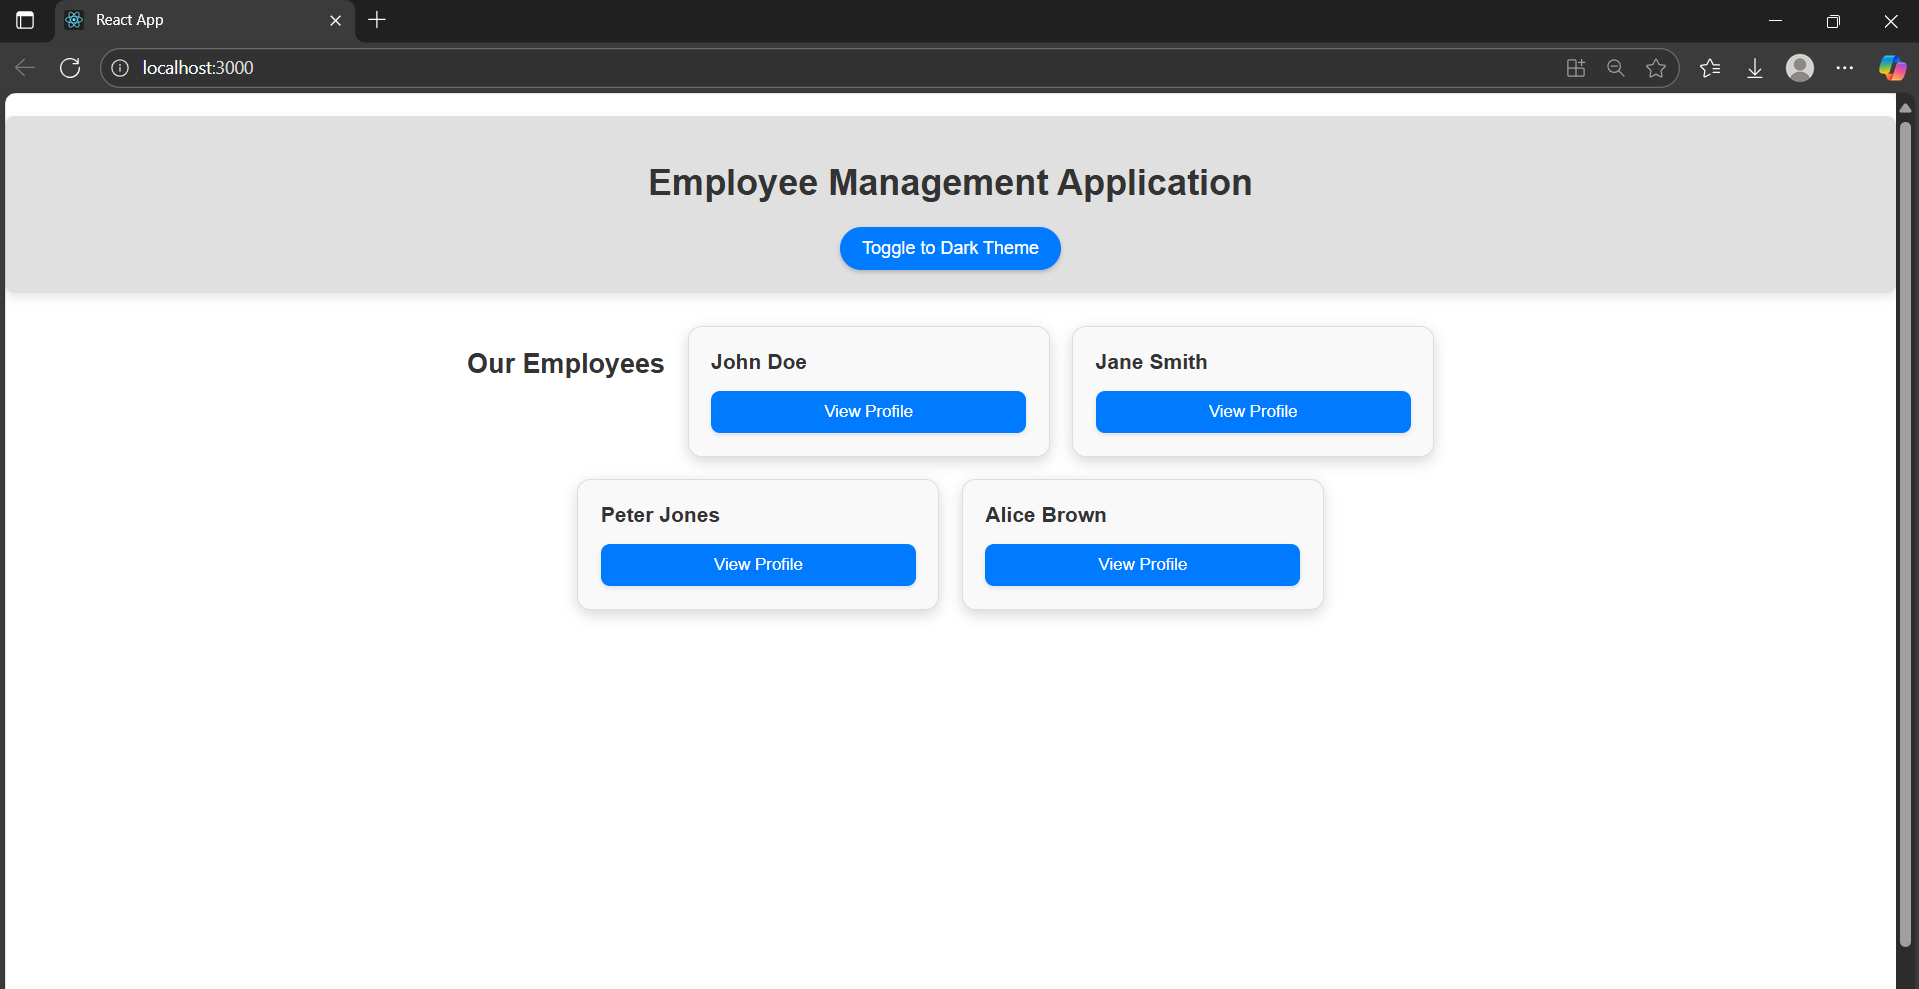 React App
localhost:3000
Employee Management Application
Toggle to Dark Theme
Our Employees
John Doe
View Profile
Jane Smith
View Profile
Peter Jones
View Profile
Alice Brown
View Profile